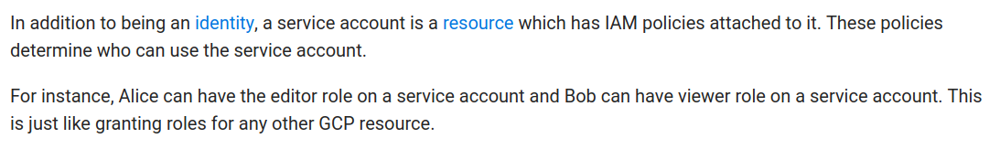 In addition to being an identity, a service account is a resource which has IAM policies attached to it. These policies
determine who can use the service account.
For instance, Alice can have the editor role on a service account and Bob can have viewer role on a service account. This
is just like granting roles for any other GCP resource.